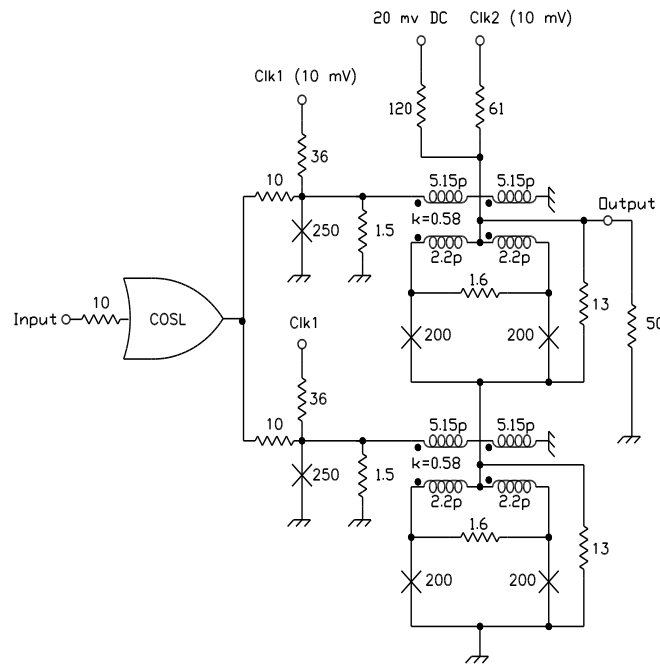 20 mv DC
Clk2 (10 mV)
Clk1 (10 mV)
120
61
36
10
5.15p
5.15p
Output
250
1.5
k=0.58
2.2p
2.2p
10
1.6
13
Input
COSL
Clk1
200
200
50
36
10
5.15p
5.15p
250
1.5
k=0.58
2.2p
2.2p
1.6
13
200
200